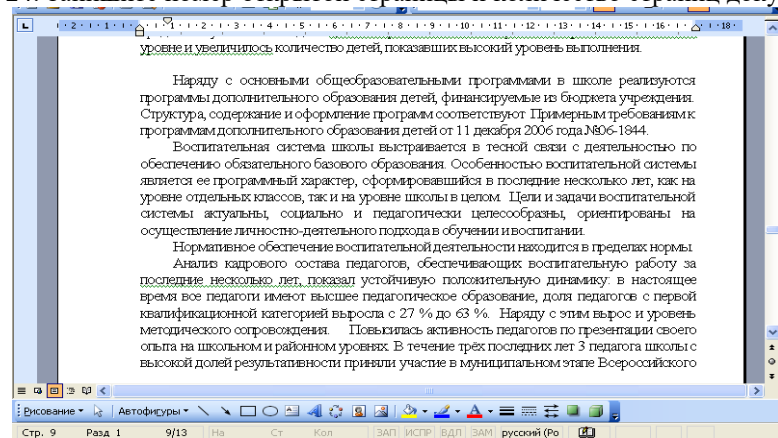 уровне и увеличилось количество детей, показавших высокий уровень выполнения.
Наряду с основными общеобразовательными программами в школе реализуются
программы дополнительного образования детей, финансируемые из бюджета учреждения.
Структура, содержание и оформление программ соответствуют Примерным требованиям к
программам дополнительного образования детей от 11 декабря 2006 года №06-1844.
Воспитательная система школы выстраивается в тесной связи с деятельностью по
обеспечению обязательного базового образования. Особенностью воспитательной системы
является ее программный характер, сформировавшийся в последние несколько лет, как на
уровне отдельных классов, так и на уровне школы в целом. Цели и задачи воспитательной
системы актуальны, социально и педагогически целесообразны, ориентированы на
осуществление личностно-деятельного подхода в обучении и воспитании.
Нормативное обеспечение воспитательной деятельности находится в пределах нормы.
Анализ кадрового состава педагогов, обеспечивающих воспитательную работу за
последние несколько лет, показал устойчивую положительную динамику: в настоящее
время все педагоги имеют высшее педагогическое образование, доля педагогов с первой
квалификационной категорией выросла с 27 % до 63 %. Наряду с этим вырос и уровень
методического сопровождения. Повысилась активность педагогов по презентации своего
опыта на школьном и районном уровнях. В течение трёх последних лет 3 педагога школы с
высокой долей результативности приняли участие в муниципальном этапе Всероссийского
Рисование Автофигуры
Стр. 9 Разд 1 9/13 На Ст Кол ЗАП ИСПР ВДЛ ЗАМ русский (Ро